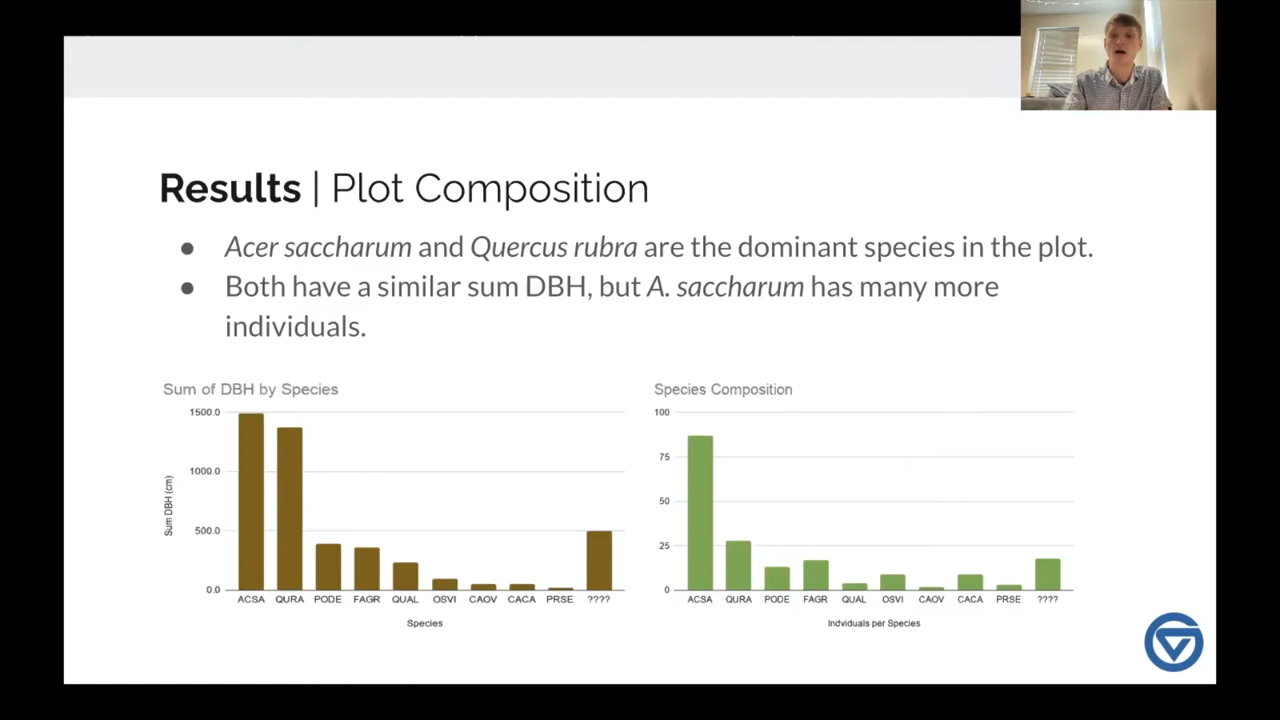 Results | Plot Composition
● Acer saccharum and Quercus rubra are the dominant species in the plot.
● Both have a similar sum DBH, but A. saccharum has many more
individuals.
Sum of DBH by Species
1500.0
1000.0
500.0
0.0
Sum DBH (cm)
ACSA QURA PODE FAGR QUAL OSVI CAOV CACA PRSE ????
Species
Species Composition
100
75
50
25
0
ACSA QURA PODE FAGR QUAL OSVI CAOV CACA PRSE ????
Indviduals per Species